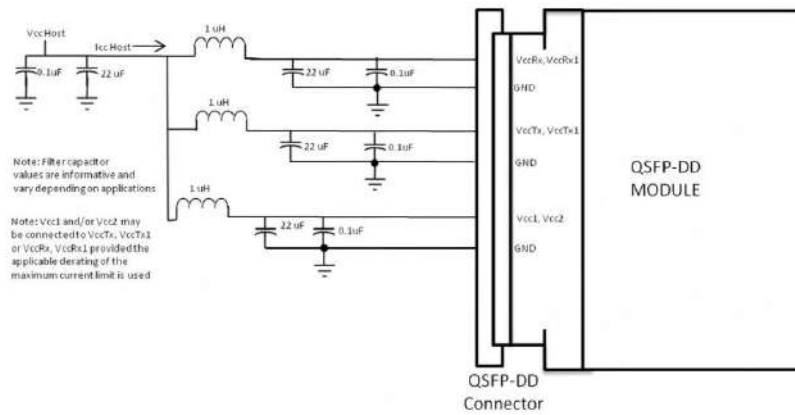 Vcc Host
Icc Host
0.1uF
22 uF
1 uH
22 uF
0.1uF
VccRx, VccRx1
GND
1 uH
22 uF
0.1uF
VccTx, VccTx1
GND
Note: Filter capacitor
values are informative and
vary depending on applications
1 uH
22 uF
0.1uF
Vcc1, Vcc2
GND
Note: Vcc1 and/or Vcc2 may
be connected to VccTx, VccTx1
or VccRx, VccRx1 provided the
applicable derating of the
maximum current limit is used
QSFP-DD
MODULE
QSFP-DD
Connector